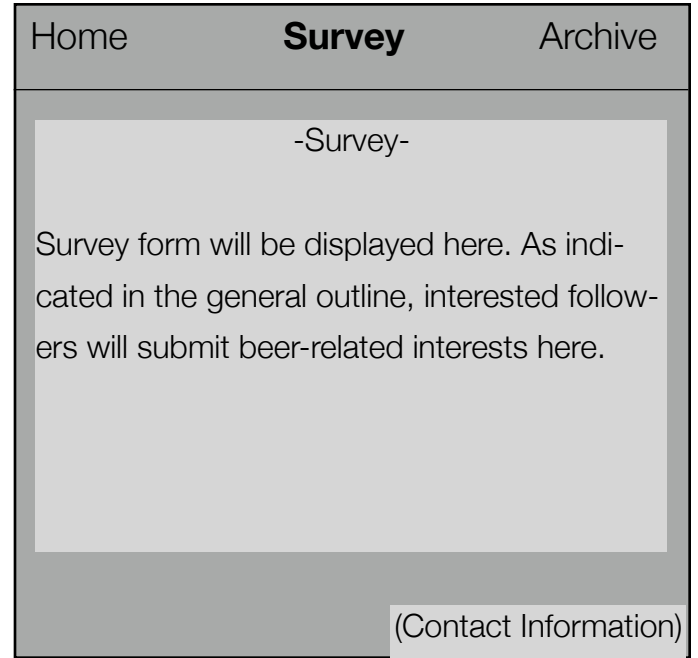 Home Survey Archive
-Survey-
Survey form will be displayed here. As indi-
cated in the general outline, interested follow-
ers will submit beer-related interests here.
(Contact Information)